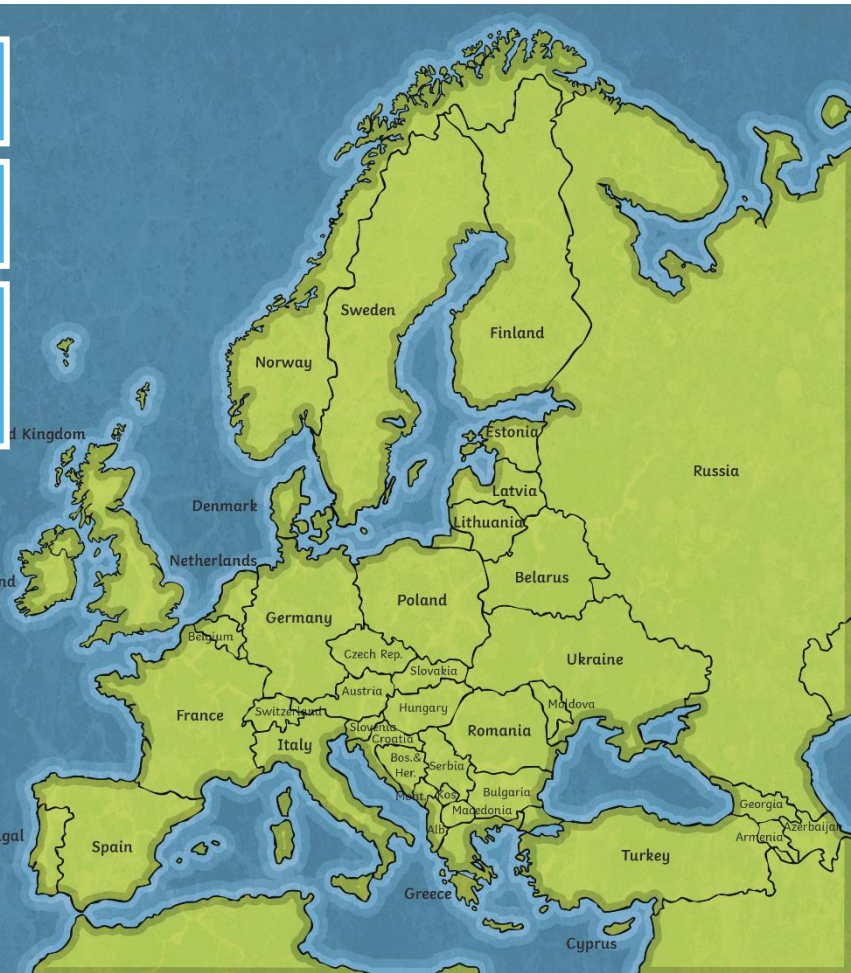 Sweden
Finland
Norway
d Kingdom
Estonia
Russia
Latvia
Denmark
Lithuania
Netherlands
Belarus
nd
Poland
Germany
Belgium
Czech Rep.
Ukraine
Slovakia
Austria
Moldova
Hungary
France
Switzerland
Slovenia
Romania
Croatia
Italy
Bos.&
Her.
Serbia
Bulgaria
Mont.
Kos.
Georgia
Macedonia
Azerbaijan
Alb.
gal
Armenia
Spain
Turkey
Greece
Cyprus